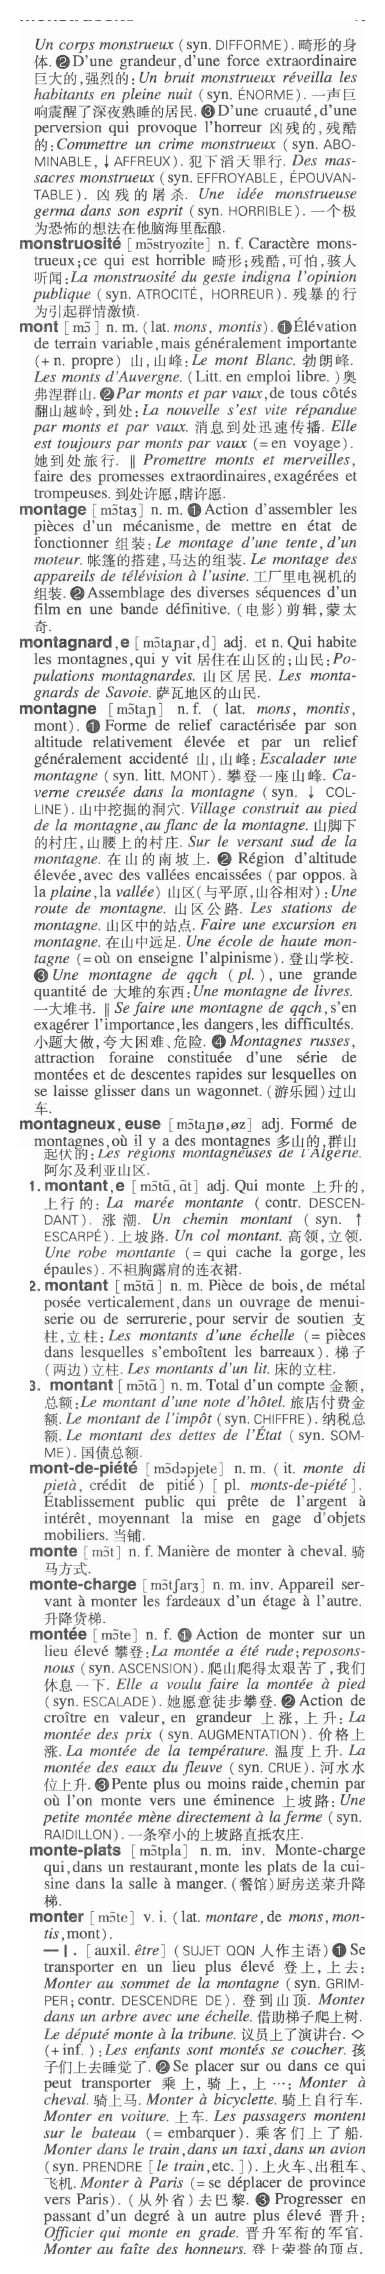 Un corps monstrueux (syn. DIFFORME). 畸形的身
体. ❷D'une grandeur, d'une force extraordinaire
巨大的,强烈的: Un bruit monstrueux réveilla les
habitants en pleine nuit (syn. ÉNORME). 一声巨
响震醒了深夜熟睡的居民. ❸D'une cruauté, d'une
perversion qui provoque l'horreur 凶残的, 残酷
的: Commettre un crime monstrueux (syn. ABO-
MINABLE, ↓ AFFREUX). 犯下滔天罪行. Des mas-
sacres monstrueux (syn. EFFROYABLE, ÉPOUVAN-
TABLE). 凶残的屠杀. Une idée monstrueuse
germa dans son esprit (syn. HORRIBLE). 一个极
为恐怖的想法在他脑海里酝酿.
monstruosité [mɔ̃stryozite] n. f. Caractère mons-
trueux; ce qui est horrible 畸形;残酷,可怕,骇人
听闻: La monstruosité du geste indigna l'opinion
publique (syn. ATROCITÉ, HORREUR). 残暴的行
为引起群情激愤.
mont [mɔ̃] n. m. (lat. mons, montis). ❶Élévation
de terrain variable, mais généralement importante
(+ n. propre) 山, 山峰: Le mont Blanc. 勃朗峰.
Les monts d'Auvergne. (Litt. en emploi libre.) 奥
弗涅群山. ❷Par monts et par vaux, de tous côtés
翻山越岭,到处: La nouvelle s'est vite répandue
par monts et par vaux. 消息到处迅速传播. Elle
est toujours par monts par vaux (= en voyage).
她到处旅行. ‖ Promettre monts et merveilles,
faire des promesses extraordinaires, exagérées et
trompeuses. 到处许愿,瞎许愿.
montage [mɔ̃taʒ] n. m. ❶Action d'assembler les
pièces d'un mécanisme, de mettre en état de
fonctionner 组装: Le montage d'une tente, d'un
moteur. 帐篷的搭建,马达的组装. Le montage des
appareils de télévision à l'usine. 工厂里电视机的
组装. ❷Assemblage des diverses séquences d'un
film en une bande définitive. (电影)剪辑,蒙太
奇.
montagnard, e [mɔ̃taɲar, d] adj. et n. Qui habite
les montagnes, qui y vit 居住在山区的;山民: Po-
pulations montagnardes. 山区居民. Les monta-
gnards de Savoie. 萨瓦地区的山民.
montagne [mɔ̃taɲ] n.f. (lat. mons, montis,
mont). ❶ Forme de relief caractérisée par son
altitude relativement élevée et par un relief
généralement accidenté 山, 山峰: Escalader une
montagne (syn. litt. MONT). 攀登一座山峰. Ca-
verne creusée dans la montagne (syn. ↓ COL-
LINE). 山中挖掘的洞穴. Village construit au pied
de la montagne, au flanc de la montagne. 山脚下
的村庄, 山腰上的村庄. Sur le versant sud de la
montagne. 在山的南坡上. ❷ Région d'altitude
élevée, avec des vallées encaissées (par oppos. à
la plaine, la vallée) 山区(与平原,山谷相对): Une
route de montagne. 山区公路. Les stations de
montagne. 山区中的站点. Faire une excursion en
montagne. 在山中远足. Une école de haute mon-
tagne (= où on enseigne l'alpinisme). 登山学校.
❸ Une montagne de qqch (pl.), une grande
quantité de 大堆的东西: Une montagne de livres.
一大堆书. ‖ Se faire une montagne de qqch, s'en
exagérer l'importance, les dangers, les difficultés.
小题大做,夸大困难、危险. ❹ Montagnes russes,
attraction foraine constituée d'une série de
montées et de descentes rapides sur lesquelles on
se laisse glisser dans un wagonnet. (游乐园)过山
车.
montagneux, euse [mɔ̃taɲø, øz] adj. Formé de
montagnes, où il y a des montagnes 多山的,群山
起伏的: Les régions montagneuses de l'Algérie.
阿尔及利亚山区.
1. montant, e [mɔ̃tɑ̃, ɑ̃t] adj. Qui monte 上升的,
上行的: La marée montante (contr. DESCEN-
DANT). 涨潮. Un chemin montant (syn. ↑
ESCARPÉ). 上坡路. Un col montant. 高领,立领.
Une robe montante (= qui cache la gorge, les
épaules). 不袒胸露肩的连衣裙.
2. montant [mɔ̃tɑ̃] n. m. Pièce de bois, de métal
posée verticalement, dans un ouvrage de menui-
serie ou de serrurerie, pour servir de soutien 支
柱,立柱: Les montants d'une échelle (= pièces
dans lesquelles s'emboîtent les barreaux). 梯子
(两边)立柱. Les montants d'un lit. 床的立柱.
3. montant [mɔ̃tɑ̃] n. m. Total d'un compte 金额,
总额: Le montant d'une note d'hôtel. 旅店付费金
额. Le montant de l'impôt (syn. CHIFFRE). 纳税总
额. Le montant des dettes de l'État (syn. SOM-
ME). 国债总额.
mont-de-piété [mɔ̃dəpjete] n. m. (it. monte di
pietà, crédit de pitié) [pl. monts-de-piété].
Établissement public qui prête de l'argent à
intérêt, moyennant la mise en gage d'objets
mobiliers. 当铺.
monte [mɔ̃t] n. f. Manière de monter à cheval. 骑
马方式.
monte-charge [mɔ̃tʃarʒ] n. m. inv. Appareil ser-
vant à monter les fardeaux d'un étage à l'autre.
升降货梯.
montée [mɔ̃te] n. f. ❶ Action de monter sur un
lieu élevé 攀登: La montée a été rude; reposons-
nous (syn. ASCENSION). 爬山爬得太艰苦了,我们
休息一下. Elle a voulu faire la montée à pied
(syn. ESCALADE). 她愿意徒步攀登. ❷ Action de
croître en valeur, en grandeur 上涨, 上升: La
montée des prix (syn. AUGMENTATION). 价格上
涨. La montée de la température. 温度上升. La
montée des eaux du fleuve (syn. CRUE). 河水水
位上升. ❸Pente plus ou moins raide, chemin par
où l'on monte vers une éminence 上坡路: Une
petite montée mène directement à la ferme (syn.
RAIDILLON). 一条窄小的上坡路直抵农庄.
monte-plats [mɔ̃tpla] n. m. inv. Monte-charge
qui, dans un restaurant, monte les plats de la cui-
sine dans la salle à manger. (餐馆)厨房送菜升降
梯.
monter [mɔ̃te] v. i. (lat. montare, de mons, mon-
tis, mont).
— I. [auxil. être] (SUJET QQN 人作主语) ❶ Se
transporter en un lieu plus élevé 登上, 上去:
Monter au sommet de la montagne (syn. GRIM-
PER; contr. DESCENDRE DE). 登到山顶. Monter
dans un arbre avec une échelle. 借助梯子爬上树.
Le député monte à la tribune. 议员上了演讲台. ◇
(+ inf.): Les enfants sont montés se coucher. 孩
子们上去睡觉了. ❷ Se placer sur ou dans ce qui
peut transporter 乘上, 骑上, 上…: Monter à
cheval. 骑上马. Monter à bicyclette. 骑上自行车.
Monter en voiture. 上车. Les passagers montent
sur le bateau (= embarquer). 乘客们上了船.
Monter dans le train, dans un taxi, dans un avion
(syn. PRENDRE [le train, etc.]). 上火车、出租车、
飞机. Monter à Paris (= se déplacer de province
vers Paris). (从外省)去巴黎. ❸ Progresser en
passant d'un degré à un autre plus élevé 晋升:
Officier qui monte en grade. 晋升军衔的军官.
Monter au faîte des honneurs. 登上荣誉的顶点.